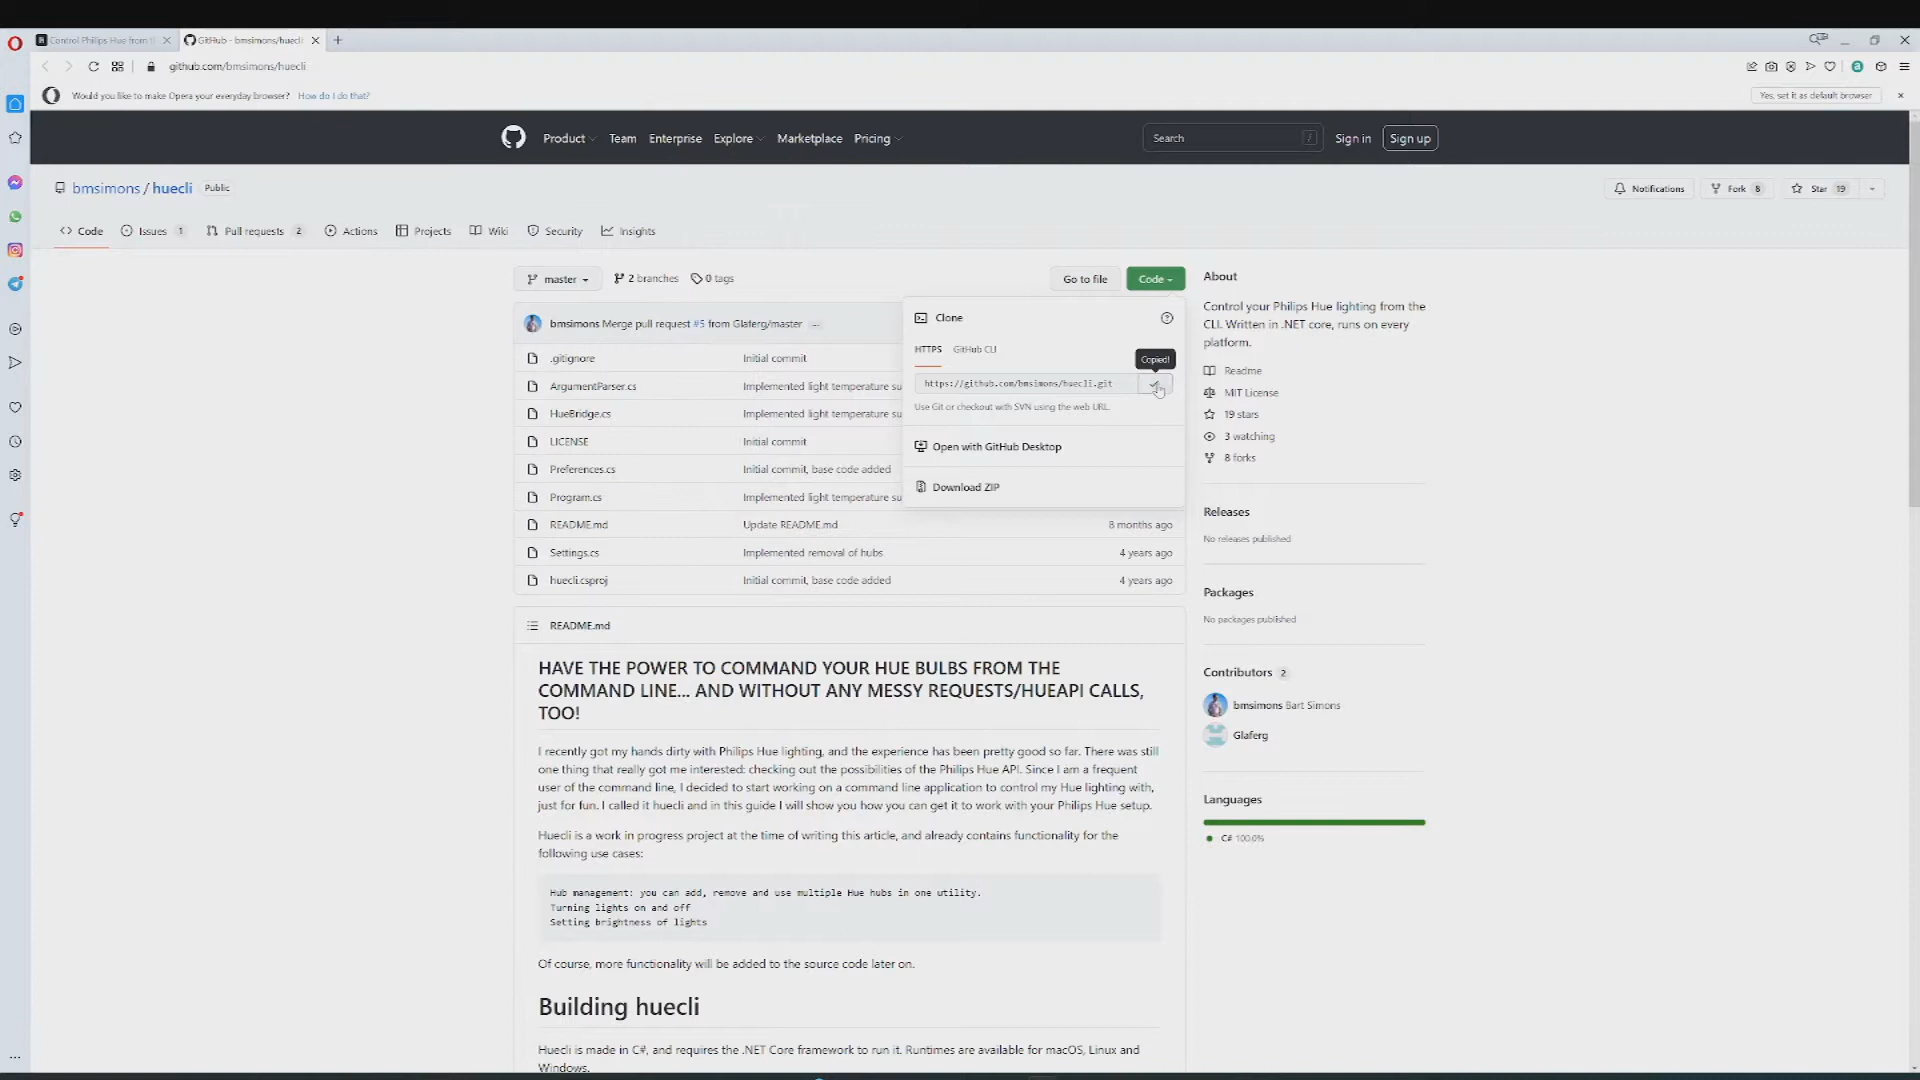 Control Philips Hue from t
GitHub - bmsimons/huecli
github.com/bmsimons/huecli
Would you like to make Opera your everyday browser? How do I do that?
Yes, set it as default browser
Product
Team
Enterprise
Explore
Marketplace
Pricing
Search
/
Sign in
Sign up
bmsimons / huecli
Public
Notifications
Fork 8
Star 19
Code
Issues 1
Pull requests 2
Actions
Projects
Wiki
Security
Insights
master
2 branches
0 tags
Go to file
Code
bmsimons Merge pull request #5 from Glaferg/master ...
.gitignore Initial commit
ArgumentParser.cs Implemented light temperature su
HueBridge.cs Implemented light temperature su
LICENSE Initial commit
Preferences.cs Initial commit, base code added
Program.cs Implemented light temperature su
README.md Update README.md 8 months ago
Settings.cs Implemented removal of hubs 4 years ago
huecli.csproj Initial commit, base code added 4 years ago
Clone
HTTPS GitHub CLI
Copied!
https://github.com/bmsimons/huecli.git
Use Git or checkout with SVN using the web URL.
Open with GitHub Desktop
Download ZIP
README.md
HAVE THE POWER TO COMMAND YOUR HUE BULBS FROM THE
COMMAND LINE... AND WITHOUT ANY MESSY REQUESTS/HUEAPI CALLS,
TOO!
I recently got my hands dirty with Philips Hue lighting, and the experience has been pretty good so far. There was still
one thing that really got me interested: checking out the possibilities of the Philips Hue API. Since I am a frequent
user of the command line, I decided to start working on a command line application to control my Hue lighting with,
just for fun. I called it huecli and in this guide I will show you how you can get it to work with your Philips Hue setup.
Huecli is a work in progress project at the time of writing this article, and already contains functionality for the
following use cases:
Hub management: you can add, remove and use multiple Hue hubs in one utility.
Turning lights on and off
Setting brightness of lights
Of course, more functionality will be added to the source code later on.
Building huecli
Huecli is made in C#, and requires the .NET Core framework to run it. Runtimes are available for macOS, Linux and
Windows.
About
Control your Philips Hue lighting from the
CLI. Written in .NET core, runs on every
platform.
Readme
MIT License
19 stars
3 watching
8 forks
Releases
No releases published
Packages
No packages published
Contributors 2
bmsimons Bart Simons
Glaferg
Languages
C# 100.0%